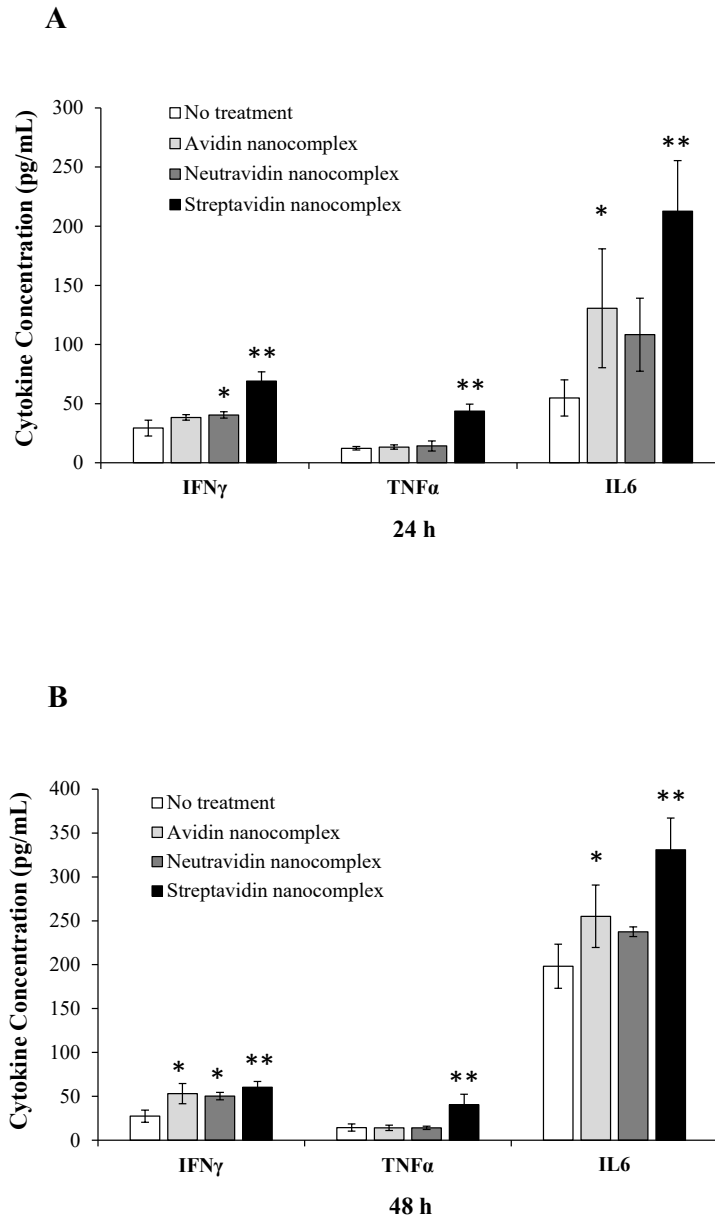 A
Cytokine Concentration (pg/mL)
300
250
200
150
100
50
0
No treatment
Avidin nanocomplex
Neutravidin nanocomplex
Streptavidin nanocomplex
*
**
**
*
**
IFNγ
TNFα
IL6
24 h
B
Cytokine Concentration (pg/mL)
400
350
300
250
200
150
100
50
0
No treatment
Avidin nanocomplex
Neutravidin nanocomplex
Streptavidin nanocomplex
*
*
**
**
*
**
IFNγ
TNFα
IL6
48 h